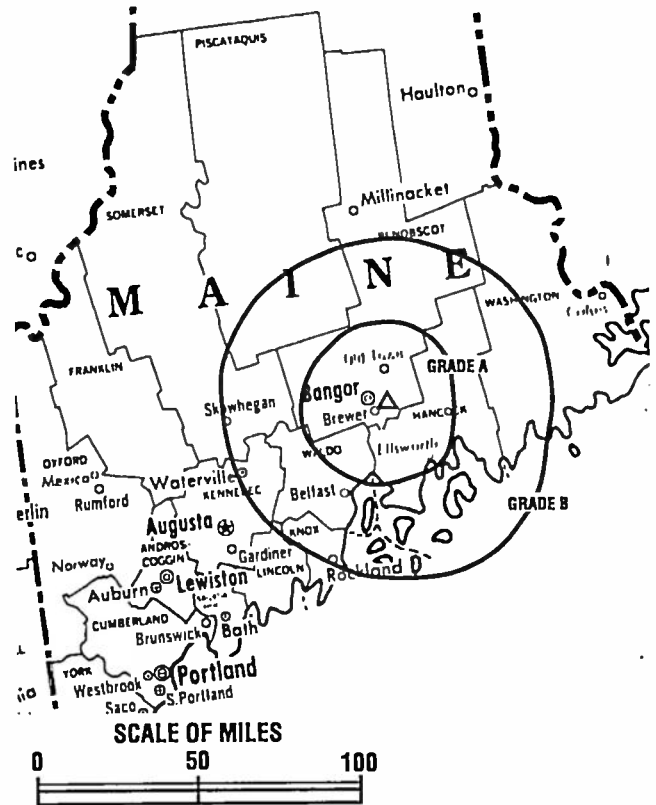 PISCATAQUIS
Haulton
ines
Millinacket
SOMERSET
PENOBSCOT
c
M A I N E
WASHINGTON
FRANKLIN
GRADE A
Bangor
Skowhegan
Brewer
HANCOCK
WALDO
Ellsworth
OXFORD
Mexico
Waterville
KENNEBEC
Rumford
Belfast
GRADE B
erlin
Augusta
KNOX
ANDROS-
COGGIN
Gardiner
Norway
LINCOLN
Rockland
Lewiston
Auburn
CUMBERLAND
Brunswick
Bath
YORK
Portland
Westbrook
S.Portland
Saco
SCALE OF MILES
0 50 100